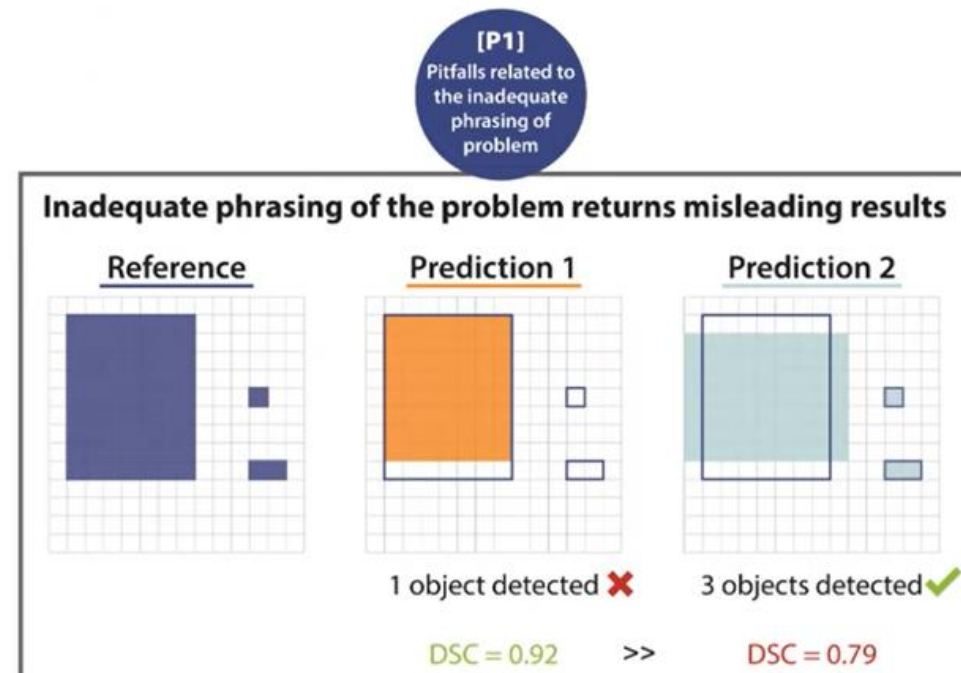 [P1]
Pitfalls related to
the inadequate
phrasing of
problem
Inadequate phrasing of the problem returns misleading results
Reference
Prediction 1
Prediction 2
1 object detected ✖
3 objects detected ✓
DSC = 0.92 >> DSC = 0.79